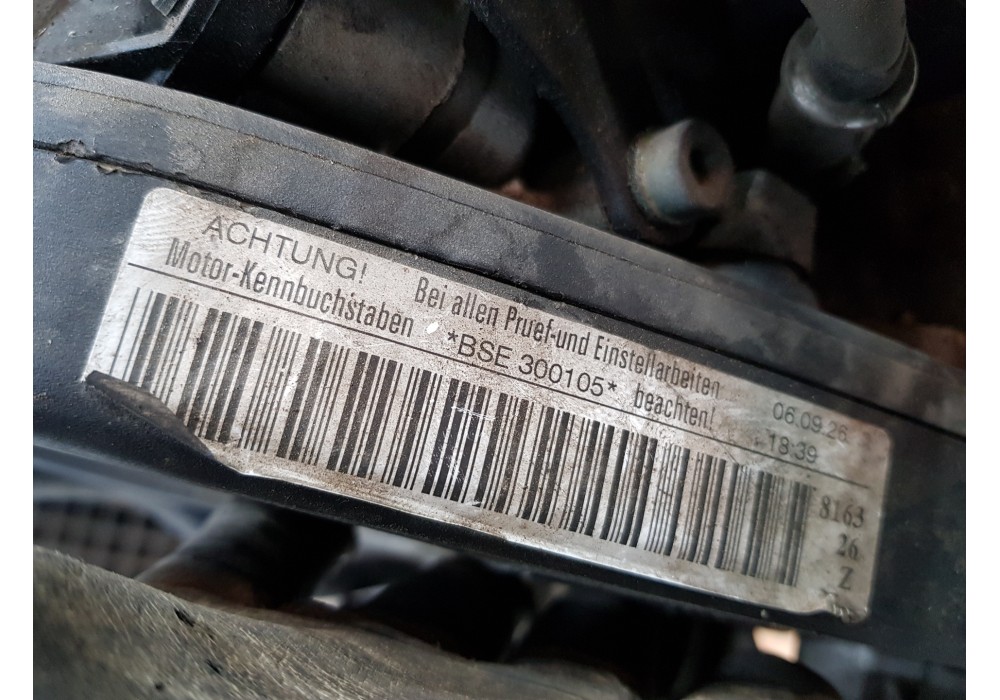 ACHTUNG! Bei allen Pruef-und Einstellarbeiten 06.09.26
Motor-Kennbuchstaben *BSE 300105* beachten! 18:39
8163
26
Z